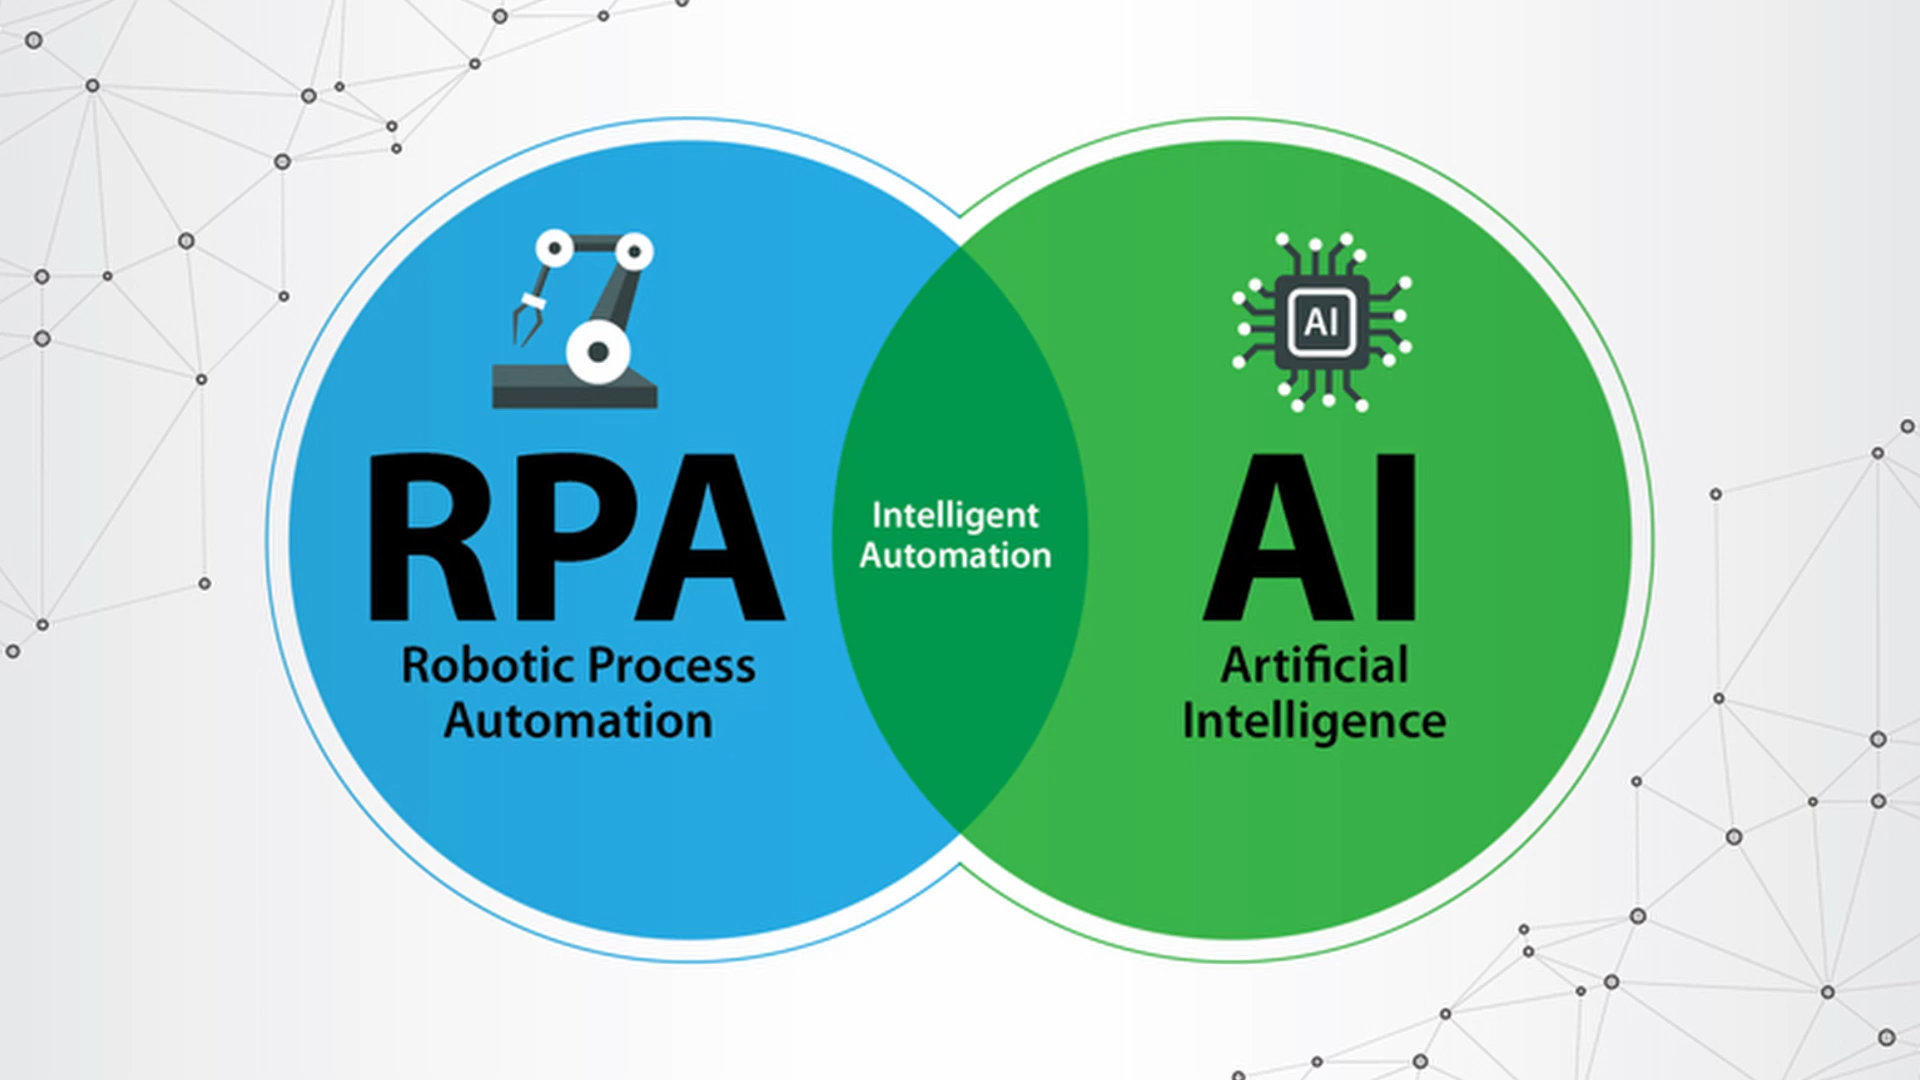 RPA
Robotic Process
Automation
Intelligent
Automation
AI
AI
Artificial
Intelligence